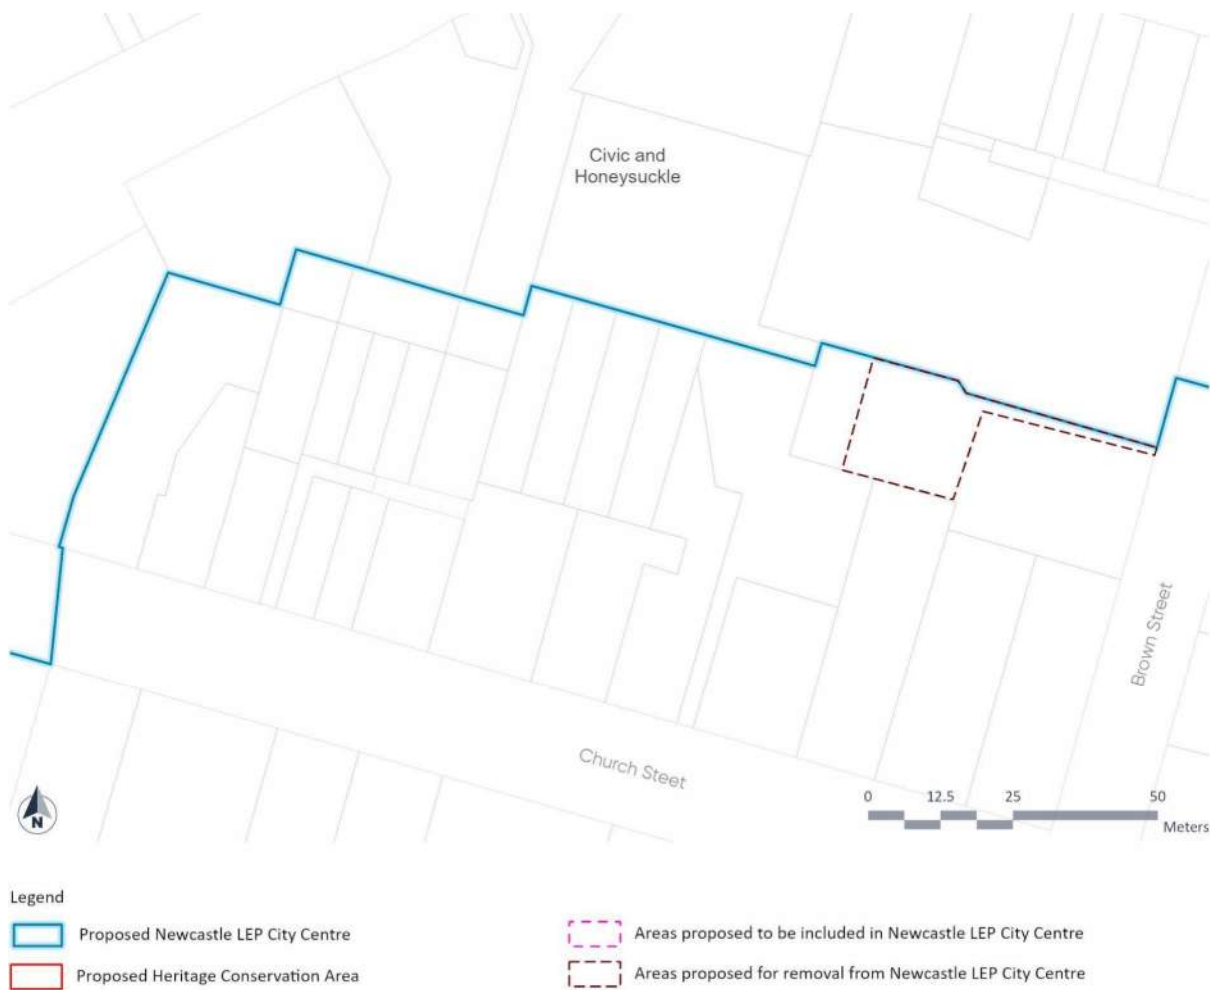 Civic and
Honeysuckle
Brown Street
Church Steet
N
0 12.5 25 50
Meters
Legend
Proposed Newcastle LEP City Centre
Proposed Heritage Conservation Area
Areas proposed to be included in Newcastle LEP City Centre
Areas proposed for removal from Newcastle LEP City Centre